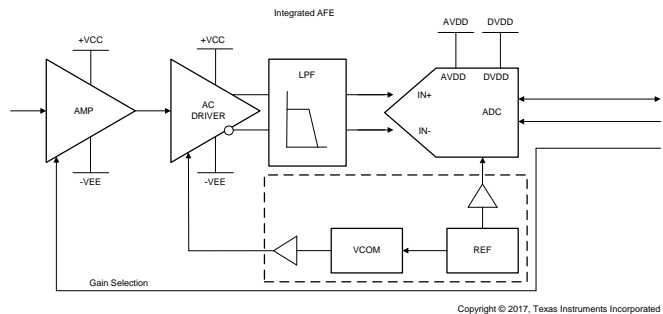 Integrated AFE
AVDD DVDD
+VCC +VCC
LPF
AVDD DVDD
IN+
AMP
AC
DRIVER
ADC
IN-
-VEE -VEE
VCOM
REF
Gain Selection
Copyright © 2017, Texas Instruments Incorporated